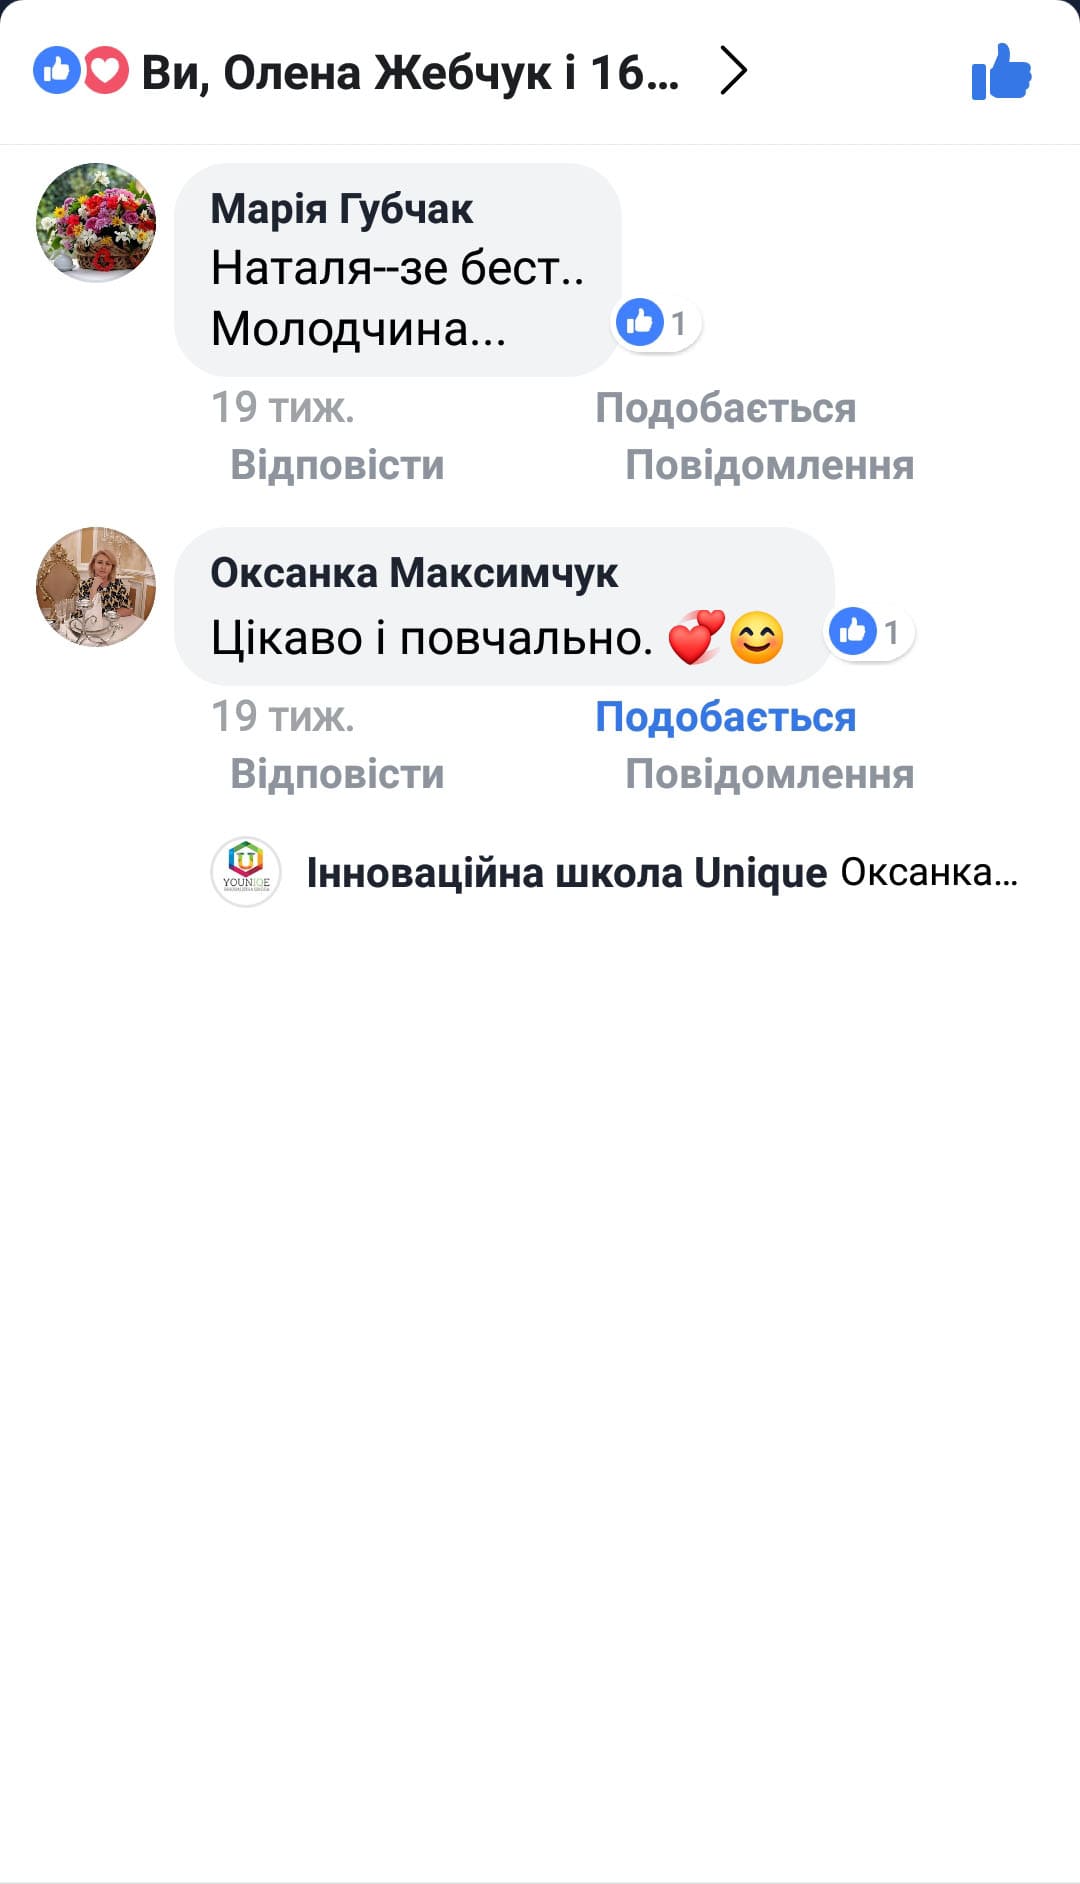 Ви, Олена Жебчук і 16...
Марія Губчак
Наталя--зе бест..
Молодчина...
1
19 тиж. Подобається
Відповісти Повідомлення
Оксанка Максимчук
Цікаво і повчально. 💞😊
1
19 тиж. Подобається
Відповісти Повідомлення
YOUNIQE
Інноваційна школа Unique Оксанка...